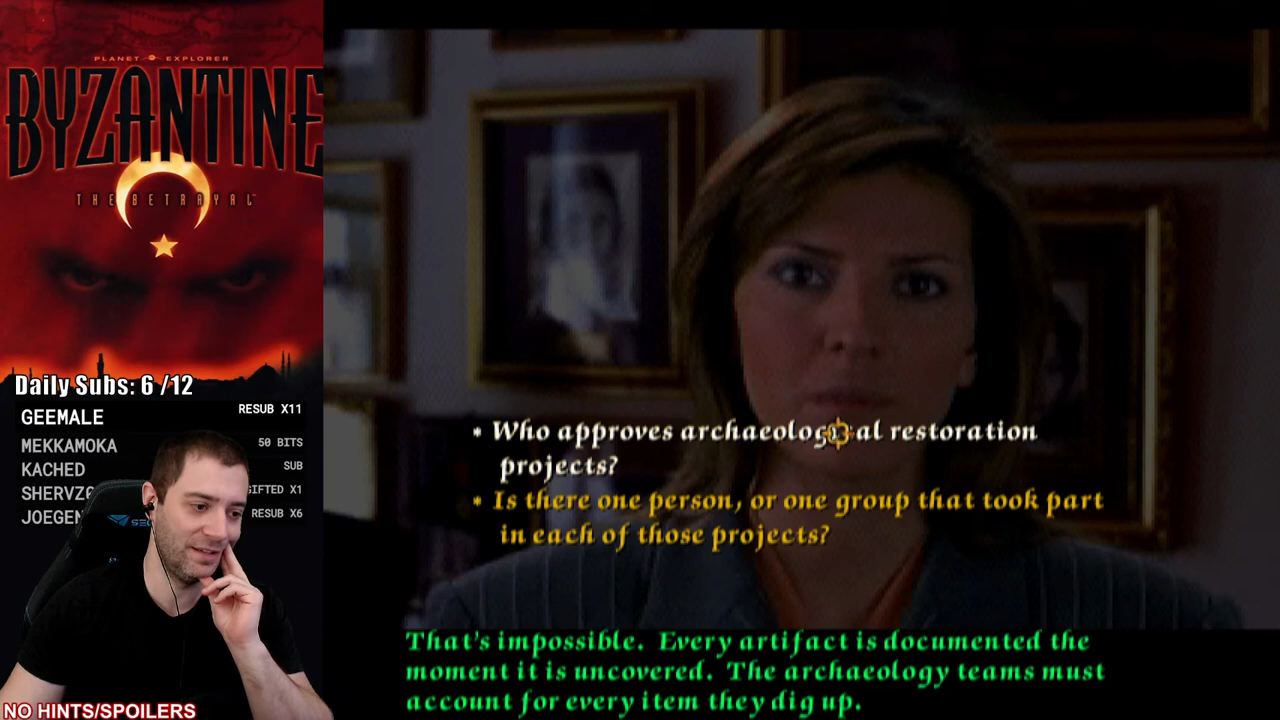 PLANET EXPLORER
BYZANTINE
THE BETRAYAL™
Daily Subs: 6 /12
GEEMALE RESUB X11
MEKKAMOKA 50 BITS
KACHED SUB
GIFTED X1
RESUB X6
NO HINTS/SPOILERS
* Who approves archaeological restoration
projects?
* Is there one person, or one group that took part
in each of those projects?
That's impossible. Every artifact is documented the
moment it is uncovered. The archaeology teams must
account for every item they dig up.